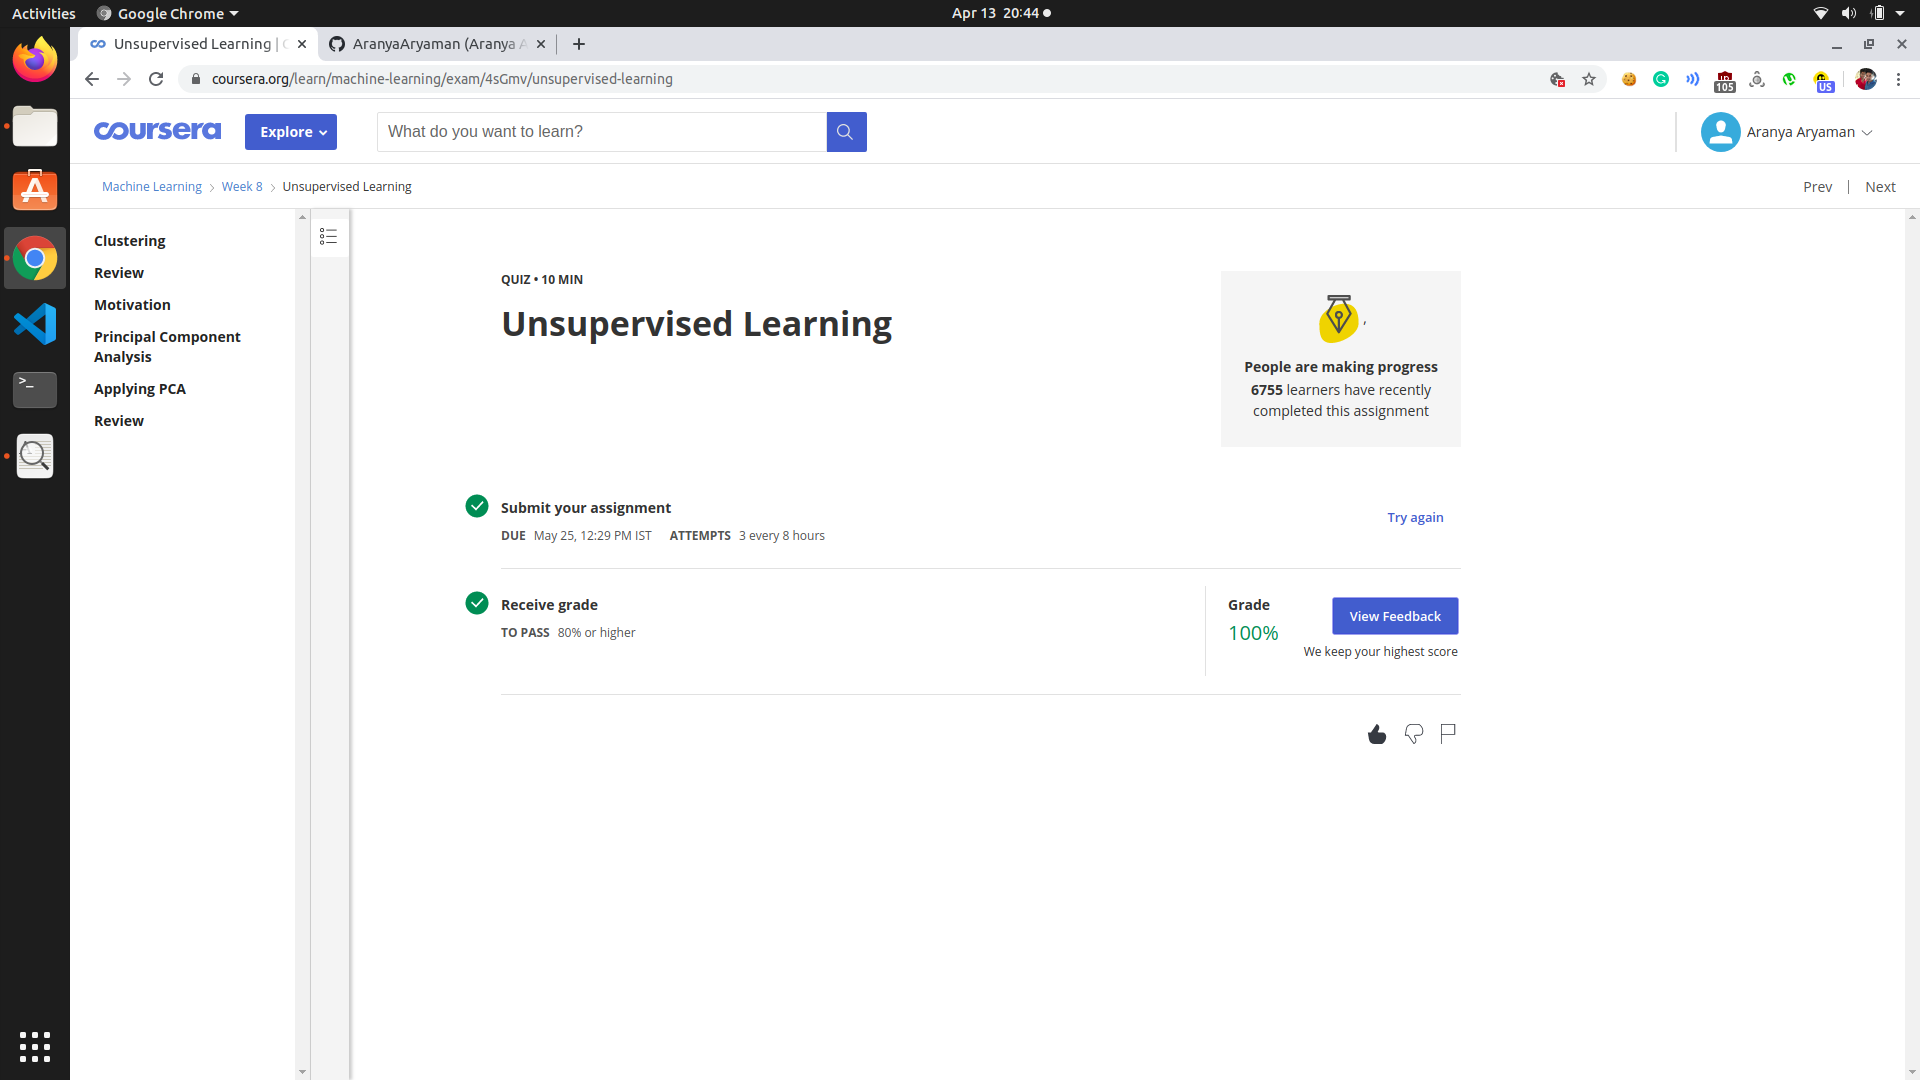 Activities Google Chrome Apr 13 20:44
Unsupervised Learning | AranyaAryaman (Aranya A
coursera.org/learn/machine-learning/exam/4sGmv/unsupervised-learning 105 US
coursera Explore What do you want to learn? Aranya Aryaman
Machine Learning Week 8 Unsupervised Learning Prev | Next
Clustering
Review
Motivation
Principal Component
Analysis
Applying PCA
Review
QUIZ • 10 MIN
Unsupervised Learning
,
People are making progress
6755 learners have recently
completed this assignment
Submit your assignment
DUE May 25, 12:29 PM IST ATTEMPTS 3 every 8 hours
Try again
Receive grade
TO PASS 80% or higher
Grade
100%
View Feedback
We keep your highest score